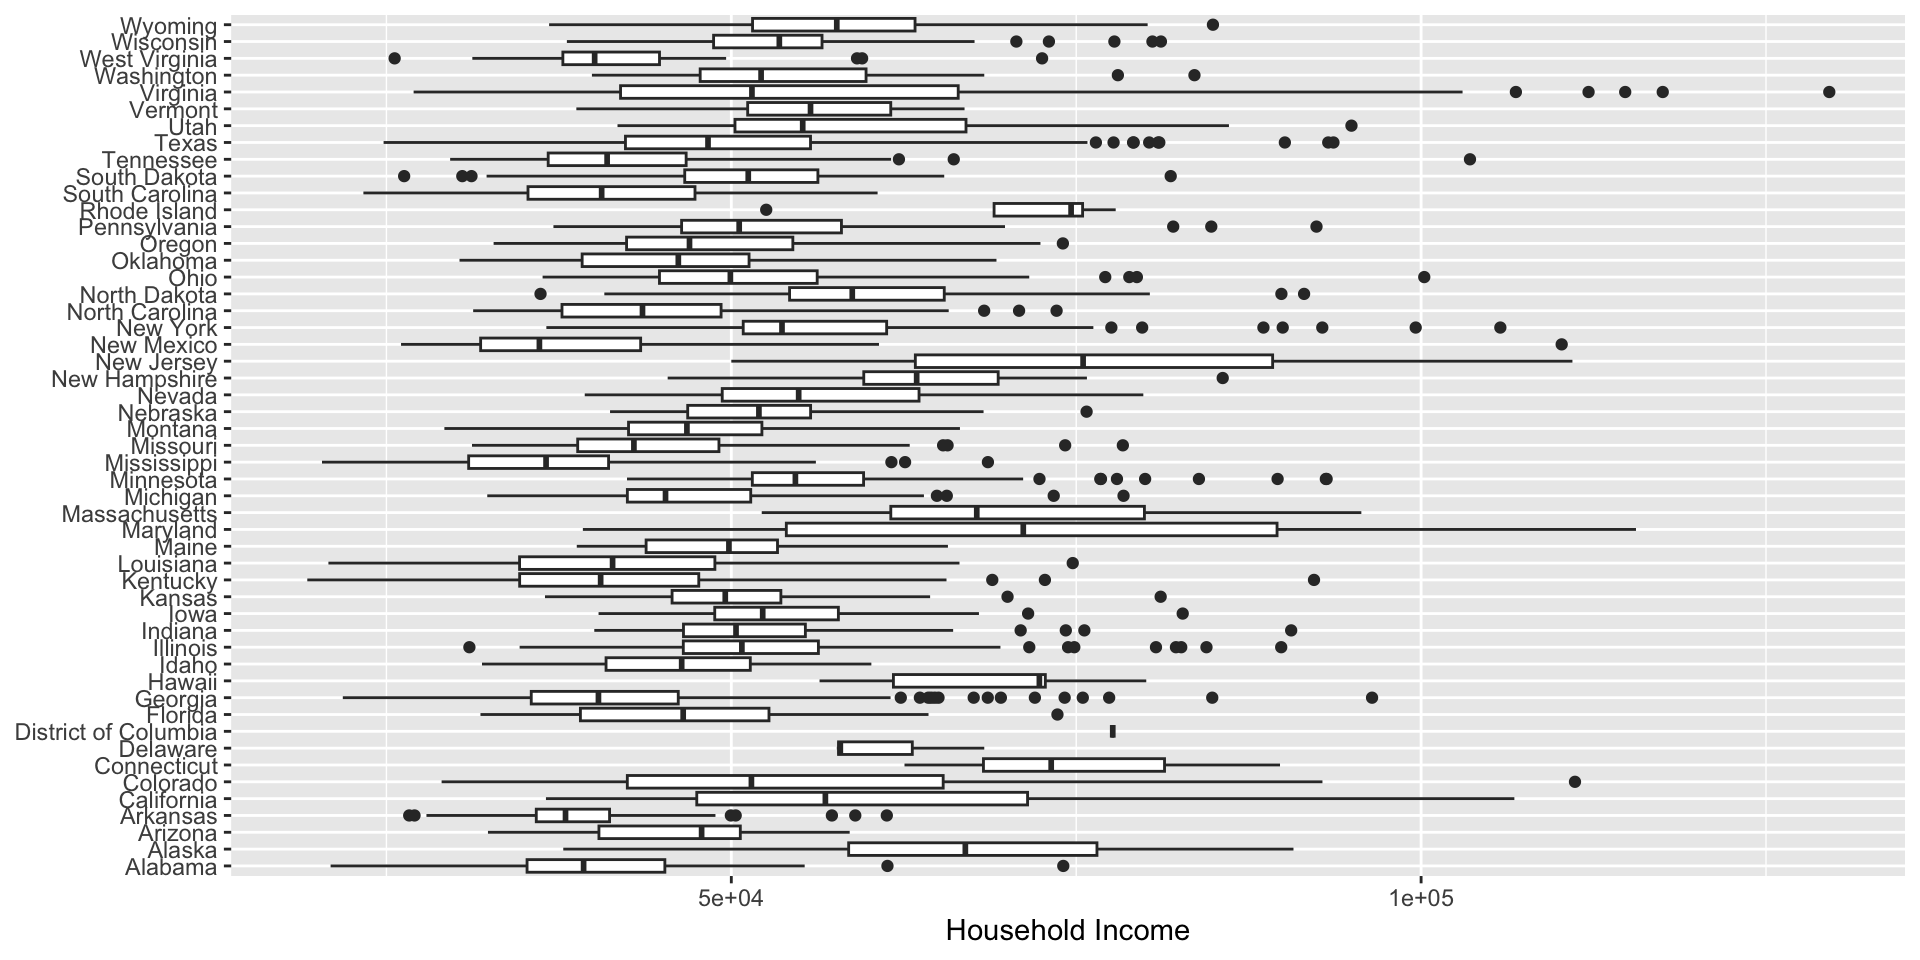 Wyoming
Wisconsin
West Virginia
Washington
Virginia
Vermont
Utah
Texas
Tennessee
South Dakota
South Carolina
Rhode Island
Pennsylvania
Oregon
Oklahoma
Ohio
North Dakota
North Carolina
New York
New Mexico
New Jersey
New Hampshire
Nevada
Nebraska
Montana
Missouri
Mississippi
Minnesota
Michigan
Massachusetts
Maryland
Maine
Louisiana
Kentucky
Kansas
Iowa
Indiana
Illinois
Idaho
Hawaii
Georgia
Florida
District of Columbia
Delaware
Connecticut
Colorado
California
Arkansas
Arizona
Alaska
Alabama
5e+04 1e+05
Household Income